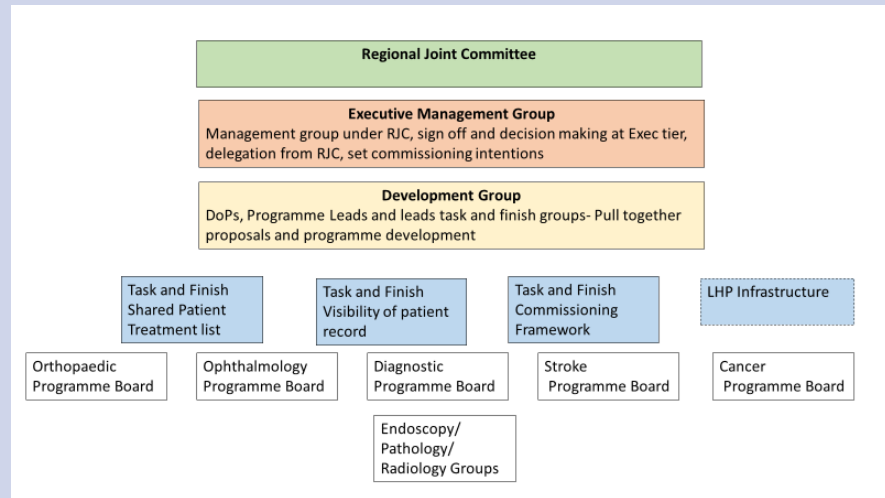 Regional Joint Committee
Executive Management Group
Management group under RJC, sign off and decision making at Exec tier,
delegation from RJC, set commissioning intentions
Development Group
DoPs, Programme Leads and leads task and finish groups- Pull together
proposals and programme development
Task and Finish
Shared Patient
Treatment list
Task and Finish
Visibility of patient
record
Task and Finish
Commissioning
Framework
LHP Infrastructure
Orthopaedic
Programme Board
Ophthalmology
Programme Board
Diagnostic
Programme Board
Stroke
Programme Board
Cancer
Programme Board
Endoscopy/
Pathology/
Radiology Groups